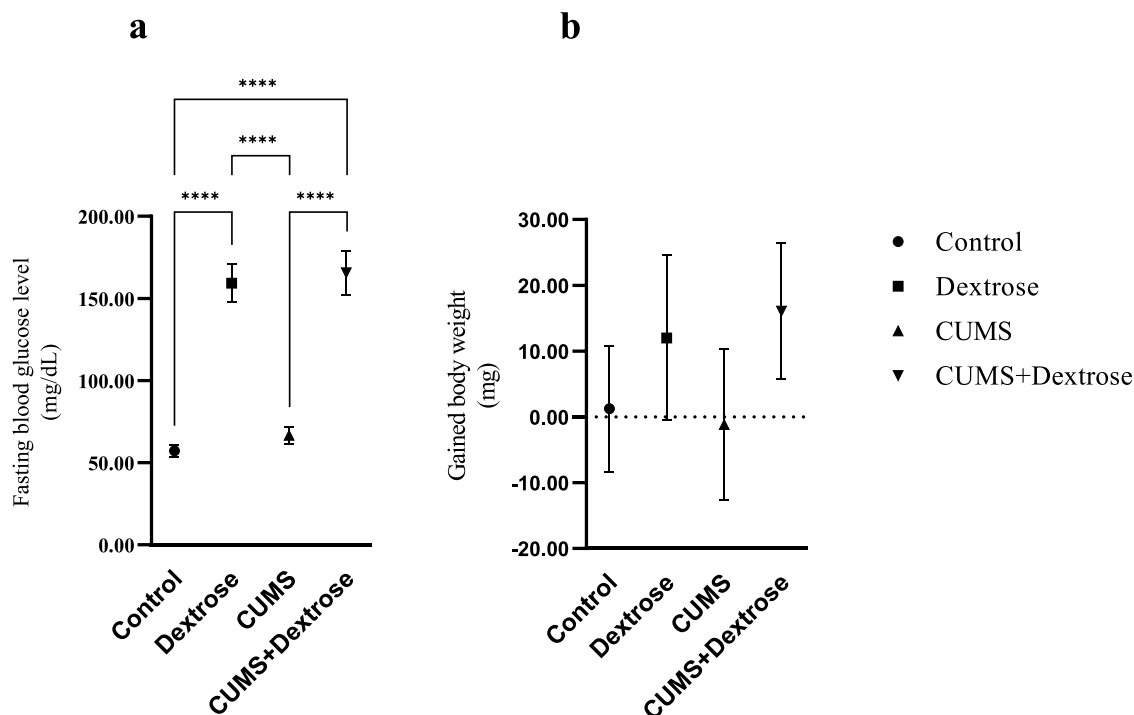 a
****
****
****
****
Fasting blood glucose level
(mg/dL)
200.00
150.00
100.00
50.00
0.00
Control
Dextrose
CUMS
CUMS+Dextrose
b
Gained body weight
(mg)
30.00
20.00
10.00
0.00
-10.00
-20.00
Control
Dextrose
CUMS
CUMS+Dextrose
Control
Dextrose
CUMS
CUMS+Dextrose